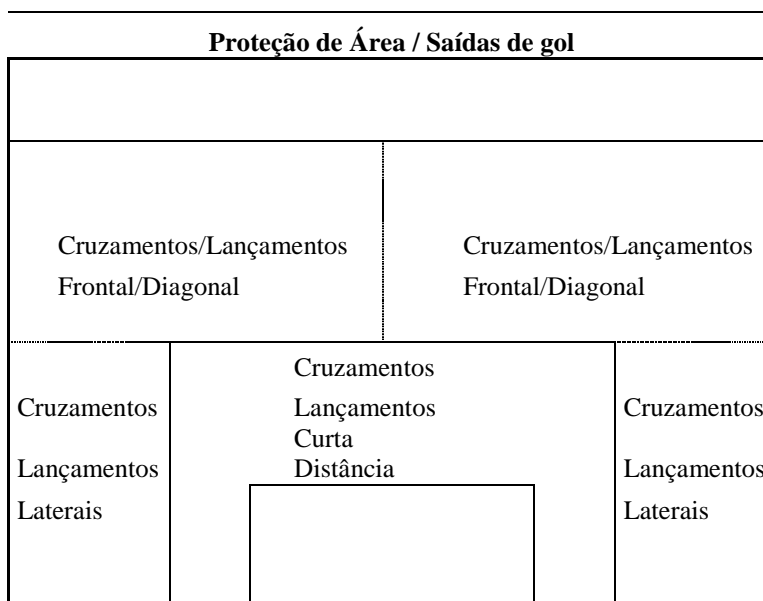 Proteção de Área / Saídas de gol
Cruzamentos/Lançamentos
Frontal/Diagonal
Cruzamentos/Lançamentos
Frontal/Diagonal
Cruzamentos
Lançamentos
Laterais
Cruzamentos
Lançamentos
Curta
Distância
Cruzamentos
Lançamentos
Laterais